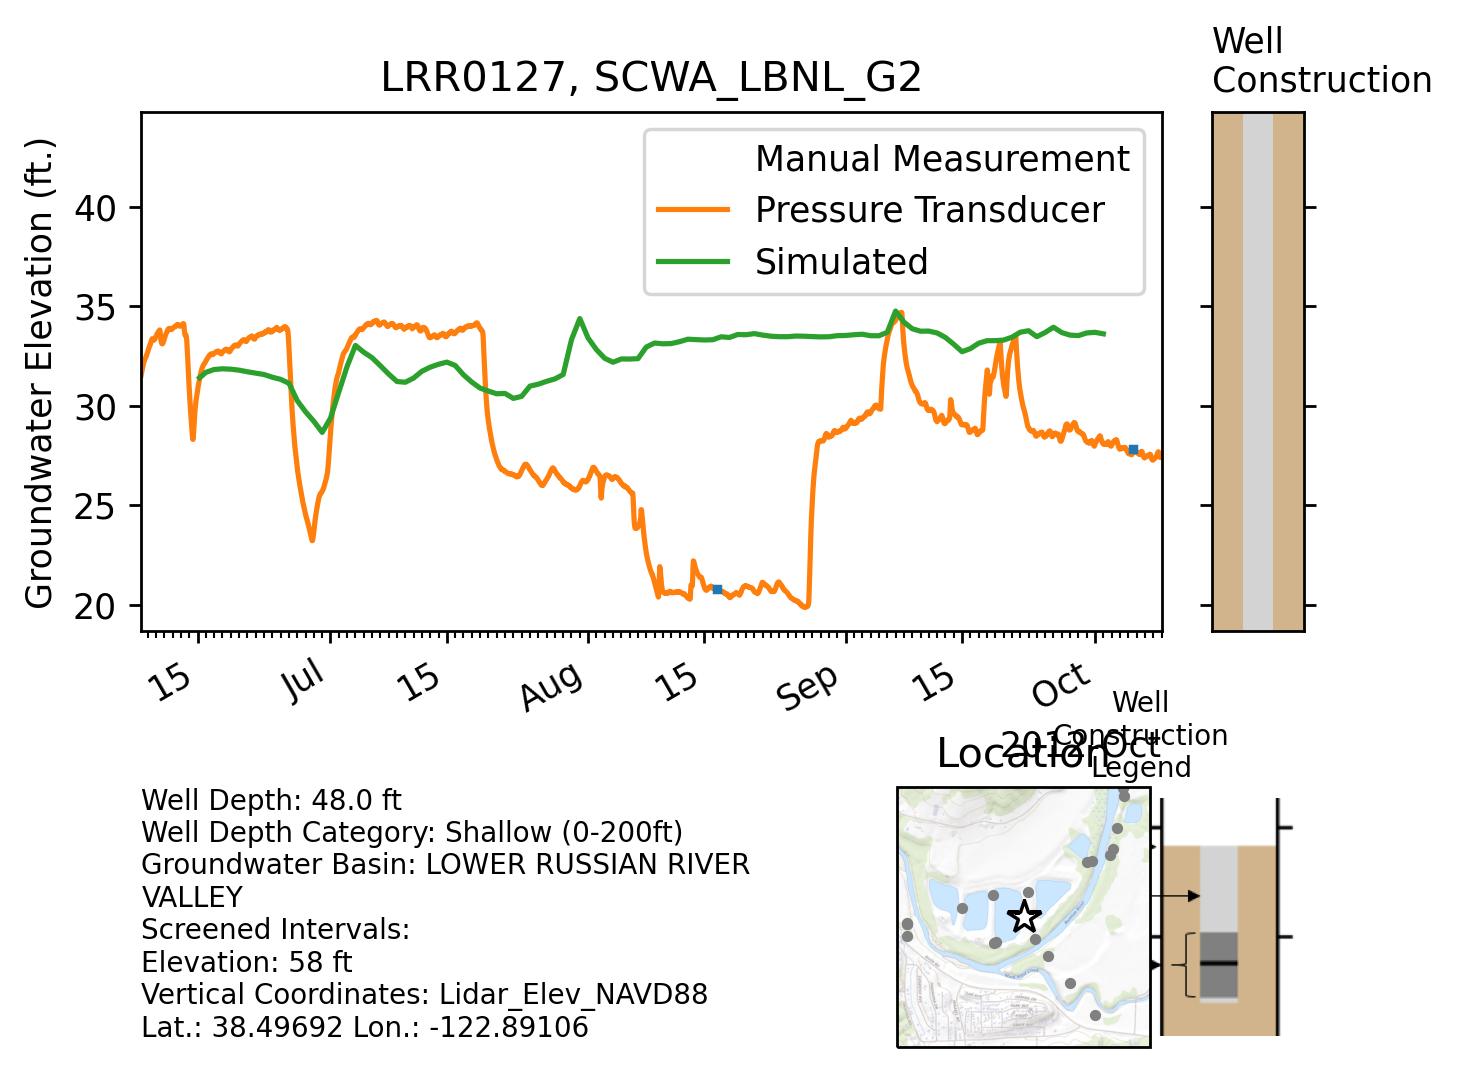 Well
Construction
LRR0127, SCWA_LBNL_G2
Groundwater Elevation (ft.)
40
35
30
25
20
Manual Measurement
Pressure Transducer
Simulated
15
Jul
15
Aug
15
Sep
15
Oct
2012-Oct
Location
Well
Construction
Legend
Well Depth: 48.0 ft
Well Depth Category: Shallow (0-200ft)
Groundwater Basin: LOWER RUSSIAN RIVER
VALLEY
Screened Intervals:
Elevation: 58 ft
Vertical Coordinates: Lidar_Elev_NAVD88
Lat.: 38.49692 Lon.: -122.89106